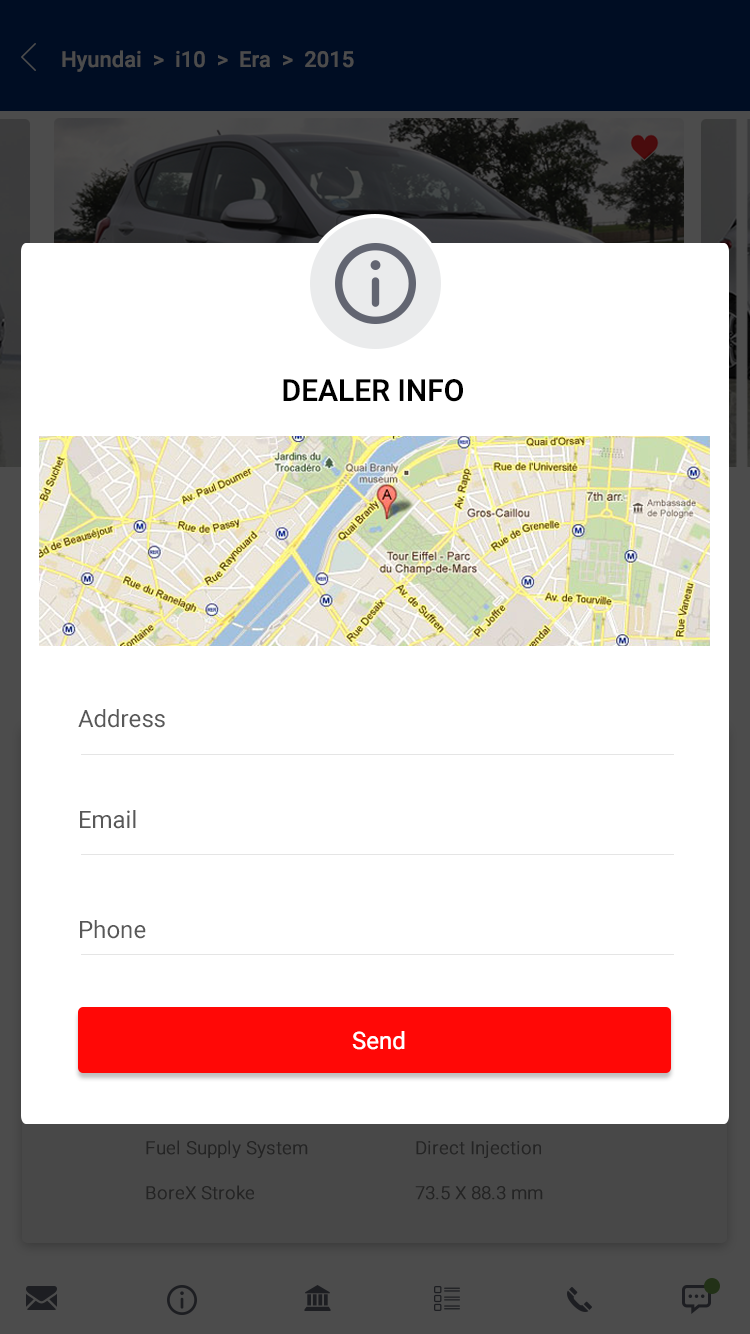 Hyundai > i10 > Era > 2015
DEALER INFO
Bd Suchet
Jardins du
Trocadéro
Quai Branly
museum
Quai d'Orsay
Av. Paul Doumer
Av. Rapp
Rue de l'Université
7th arr.
Ambassade
de Pologne
A
Rue de Passy
Quai Branly
Gros-Caillou
Rue de Grenelle
Bd de Beauséjour
Rue Raynouard
Tour Eiffel - Parc
du Champ-de-Mars
Rue du Ranelagh
Av. de Suffren
Av. de Tourville
Rue Vaneau
Rue Desaix
Pl. Joffre
Address
Email
Phone
Send
Fuel Supply System Direct Injection
BoreX Stroke 73.5 X 88.3 mm